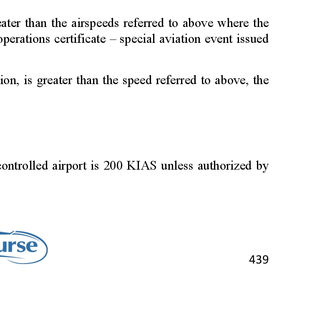 eater than the airspeeds referred to above where the
operations certificate – special aviation event issued
ion, is greater than the speed referred to above, the
controlled airport is 200 KIAS unless authorized by
urse
439